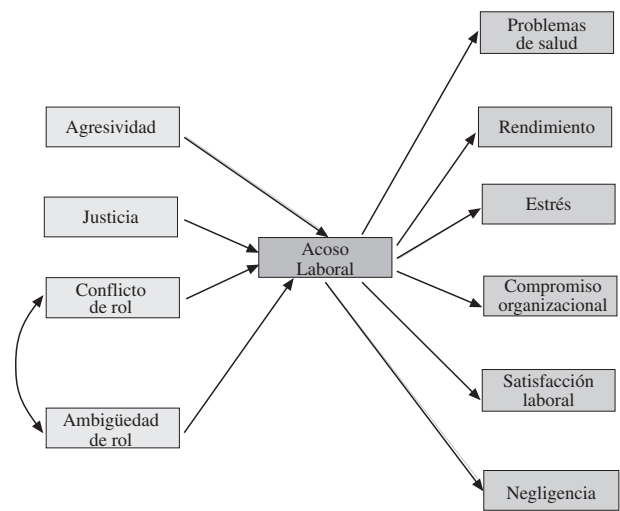 Agresividad
Justicia
Conflicto
de rol
Ambigüedad
de rol
Acoso
Laboral
Problemas
de salud
Rendimiento
Estrés
Compromiso
organizacional
Satisfacción
laboral
Negligencia